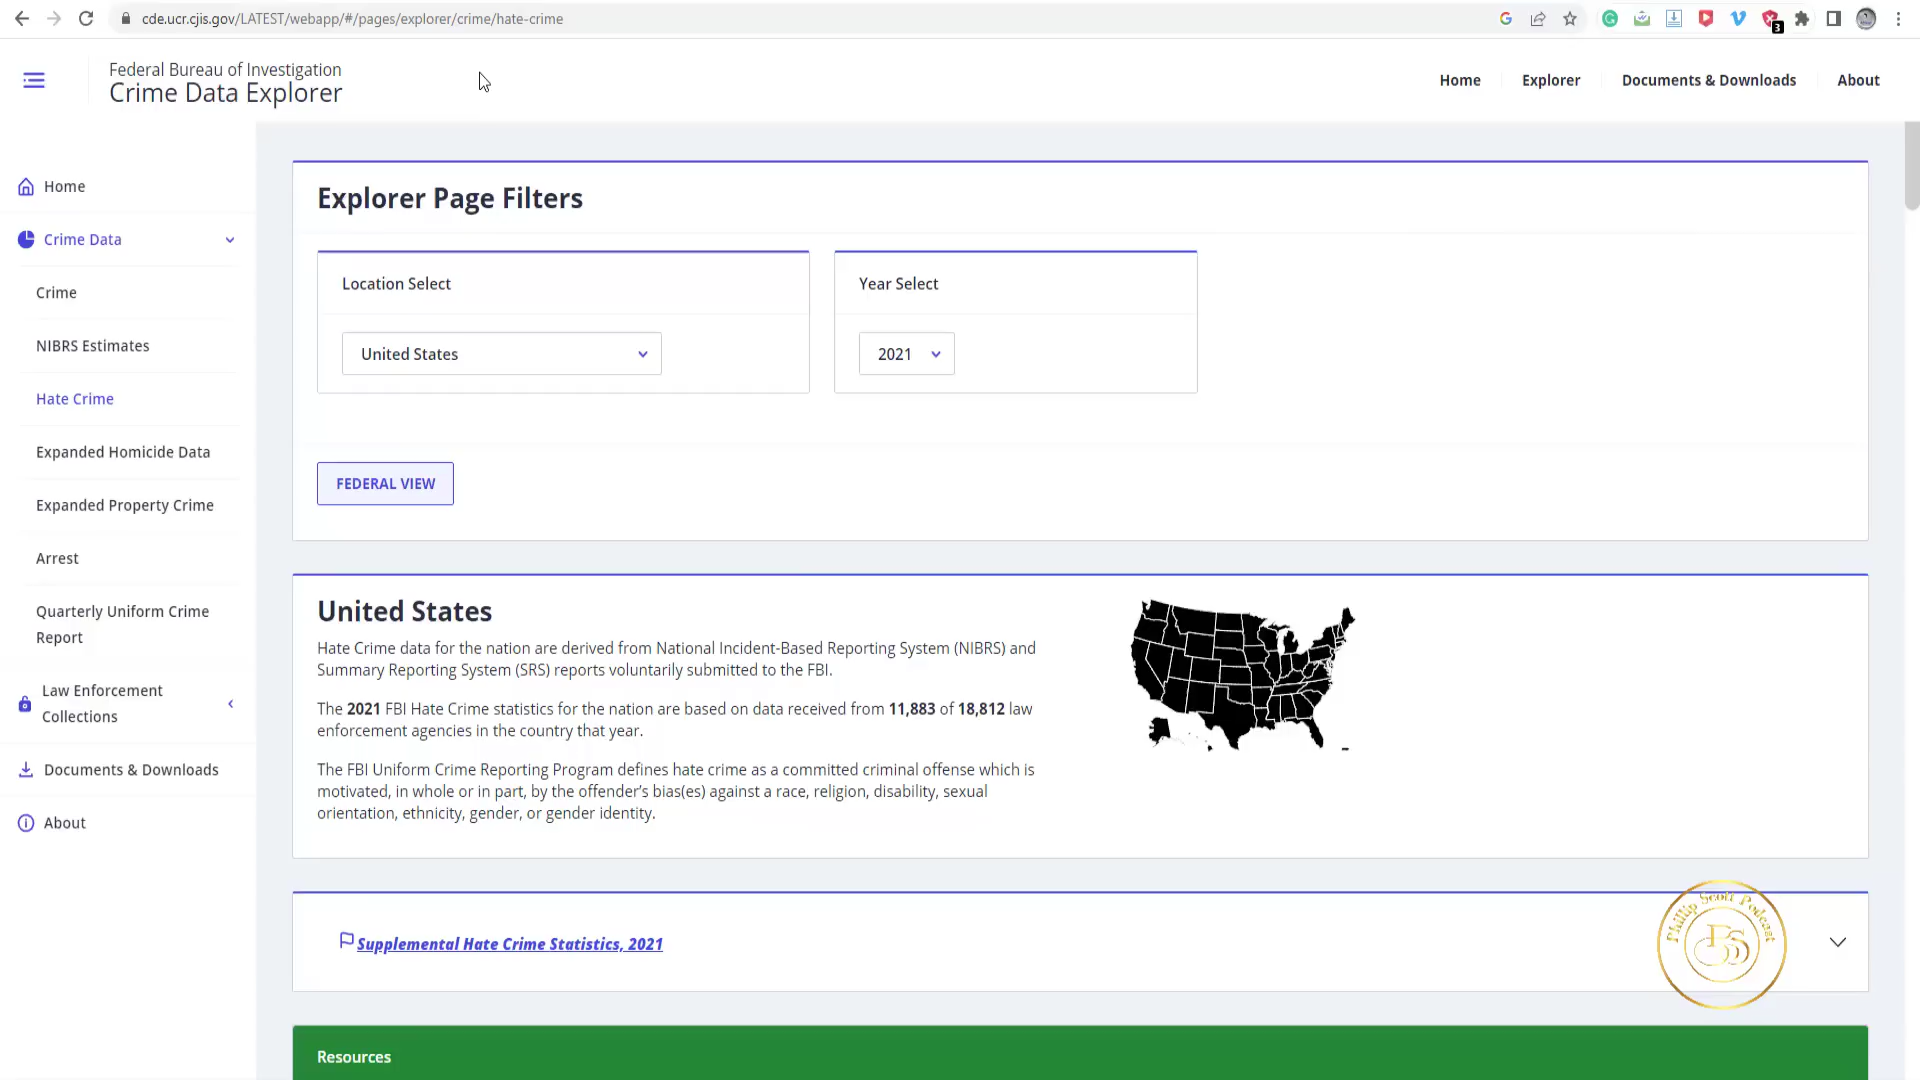 cde.ucr.cjis.gov/LATEST/webapp/#/pages/explorer/crime/hate-crime
3
Federal Bureau of Investigation
Crime Data Explorer
Home
Explorer
Documents & Downloads
About
Home
Crime Data
Crime
NIBRS Estimates
Hate Crime
Expanded Homicide Data
Expanded Property Crime
Arrest
Quarterly Uniform Crime
Report
Law Enforcement
Collections
Documents & Downloads
About
Explorer Page Filters
Location Select
United States
Year Select
2021
FEDERAL VIEW
United States
Hate Crime data for the nation are derived from National Incident-Based Reporting System (NIBRS) and
Summary Reporting System (SRS) reports voluntarily submitted to the FBI.
The 2021 FBI Hate Crime statistics for the nation are based on data received from 11,883 of 18,812 law
enforcement agencies in the country that year.
The FBI Uniform Crime Reporting Program defines hate crime as a committed criminal offense which is
motivated, in whole or in part, by the offender's bias(es) against a race, religion, disability, sexual
orientation, ethnicity, gender, or gender identity.
Supplemental Hate Crime Statistics, 2021
Phillip Scott Podcast
Resources